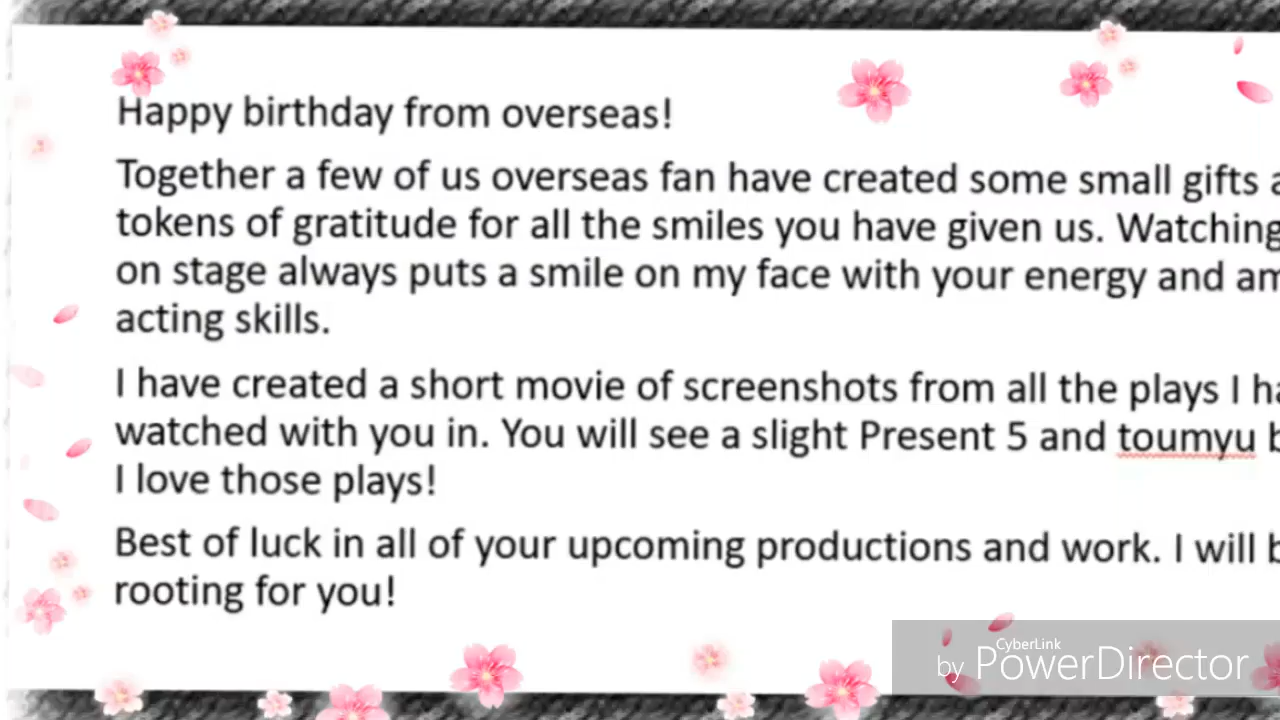 Happy birthday from overseas!
Together a few of us overseas fan have created some small gifts
tokens of gratitude for all the smiles you have given us. Watching
on stage always puts a smile on my face with your energy and
acting skills.
I have created a short movie of screenshots from all the plays I
watched with you in. You will see a slight Present 5 and toumyu
I love those plays!
Best of luck in all of your upcoming productions and work. I will
rooting for you!
CyberLink
by PowerDirector